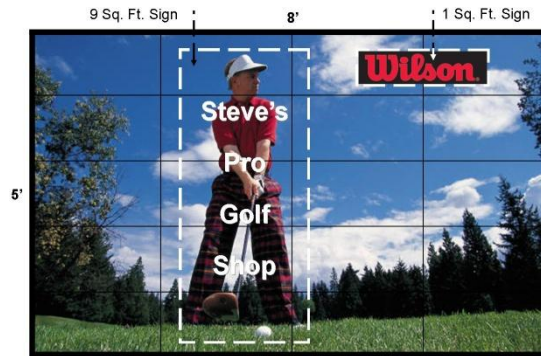 9 Sq. Ft. Sign
8'
1 Sq. Ft. Sign
Wilson
Steve's
Pro
5'
Golf
Shop